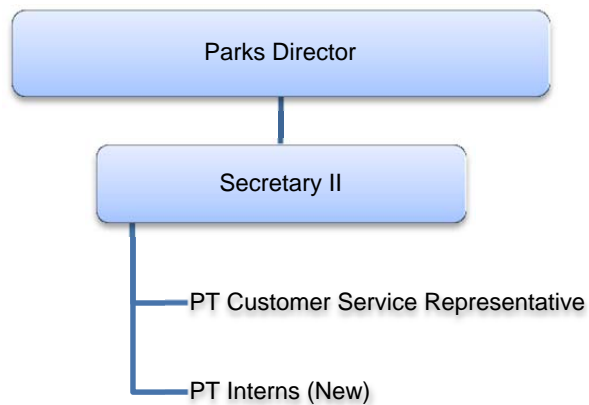 Parks Director
Secretary II
PT Customer Service Representative
PT Interns (New)